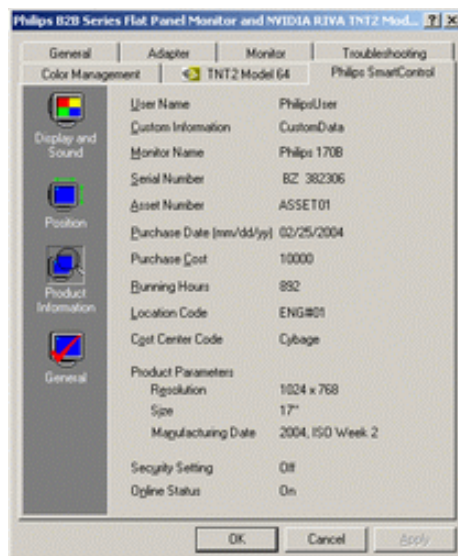 Philips B2B Series Flat Panel Monitor and NVIDIA RIVA TNT2 Mod...
General Adapter Monitor Troubleshooting
Color Management TNT2 Model 64 Philips SmartControl
Display and Sound
Position
Product Information
General
User Name PhilipsUser
Custom Information CustomData
Monitor Name Philips 170B
Serial Number BZ 382306
Asset Number ASSET01
Purchase Date (mm/dd/yy) 02/25/2004
Purchase Cost 10000
Running Hours 892
Location Code ENG#01
Cost Center Code Cybage
Product Parameters
Resolution 1024 x 768
Size 17"
Manufacturing Date 2004, ISO Week 2
Security Setting Off
Online Status On
OK Cancel Apply